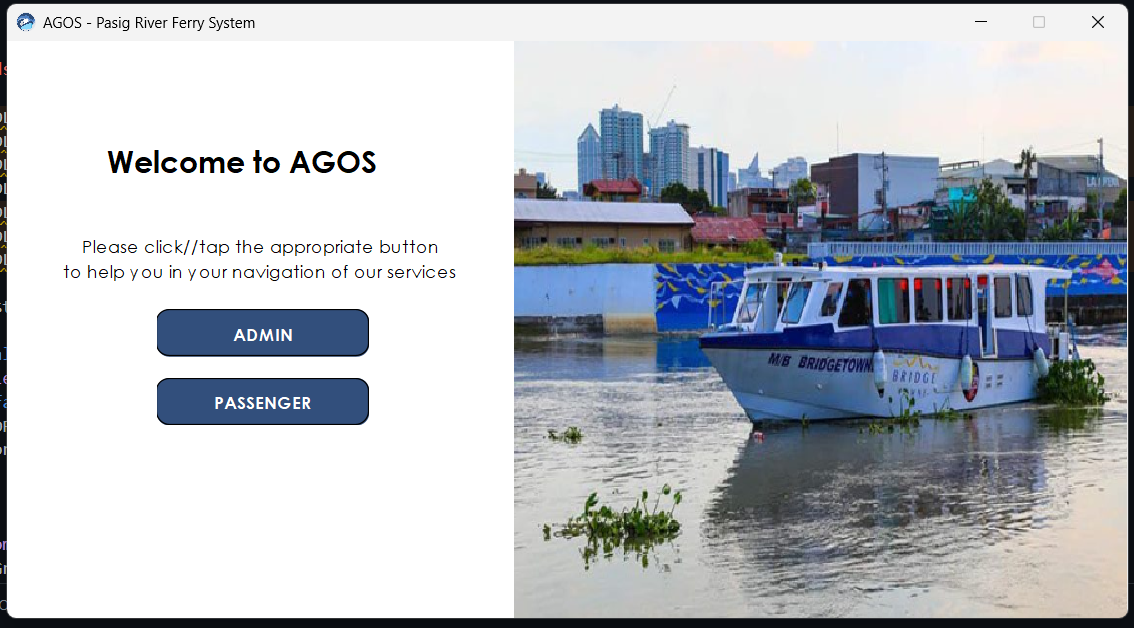 AGOS - Pasig River Ferry System
Welcome to AGOS
Please click//tap the appropriate button
to help you in your navigation of our services
ADMIN
PASSENGER
M/B BRIDGETOWN
BRIDGE